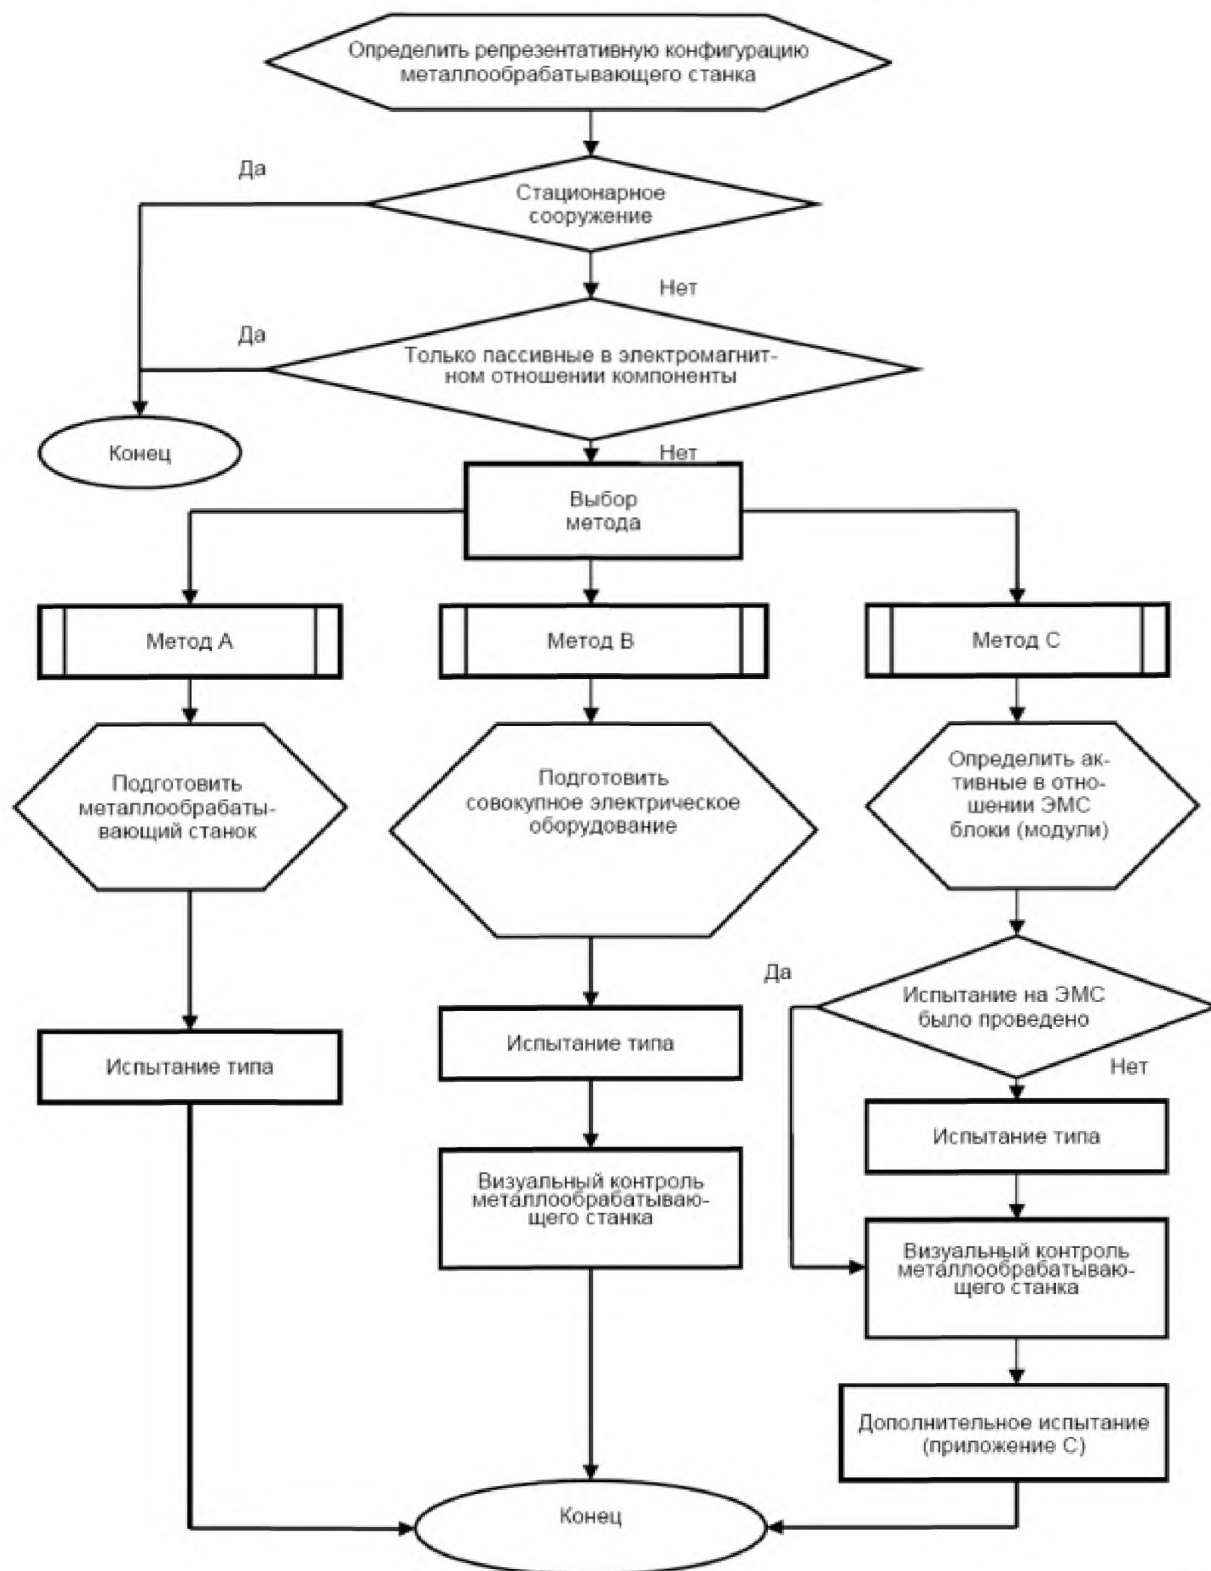 Определить репрезентативную конфигурацию
металлообрабатывающего станка
Да
Стационарное
сооружение
Нет
Да
Только пассивные в электромагнит-
ном отношении компоненты
Конец
Нет
Выбор
метода
Метод А
Метод В
Метод С
Подготовить
металлообрабаты-
вающий станок
Подготовить
совокупное электрическое
оборудование
Определить ак-
тивные в отно-
шении ЭМС
блоки (модули)
Да
Испытание на ЭМС
было проведено
Нет
Испытание типа
Испытание типа
Испытание типа
Визуальный контроль
металлообрабатываю-
щего станка
Визуальный контроль
металлообрабатываю-
щего станка
Дополнительное испытание
(приложение С)
Конец